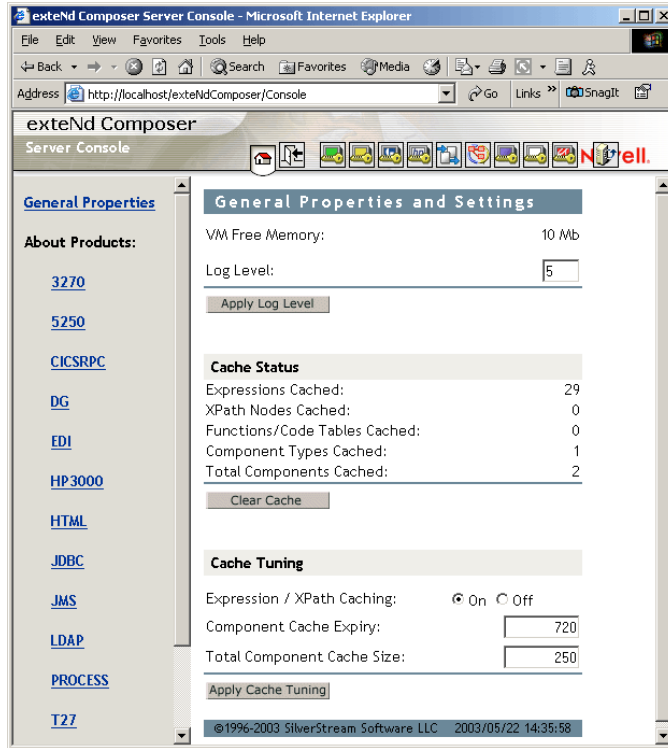 exteNd Composer Server Console - Microsoft Internet Explorer
File Edit View Favorites Tools Help
Back Search Favorites Media
Address http://localhost/exteNdComposer/Console Go Links » SnagIt
exteNd Composer
Server Console
Novell.
General Properties
About Products:
3270
5250
CICSRPC
DG
EDI
HP3000
HTML
JDBC
JMS
LDAP
PROCESS
T27
General Properties and Settings
VM Free Memory: 10 Mb
Log Level: 5
Apply Log Level
Cache Status
Expressions Cached: 29
XPath Nodes Cached: 0
Functions/Code Tables Cached: 0
Component Types Cached: 1
Total Components Cached: 2
Clear Cache
Cache Tuning
Expression / XPath Caching: On Off
Component Cache Expiry: 720
Total Component Cache Size: 250
Apply Cache Tuning
©1996-2003 SilverStream Software LLC 2003/05/22 14:35:58